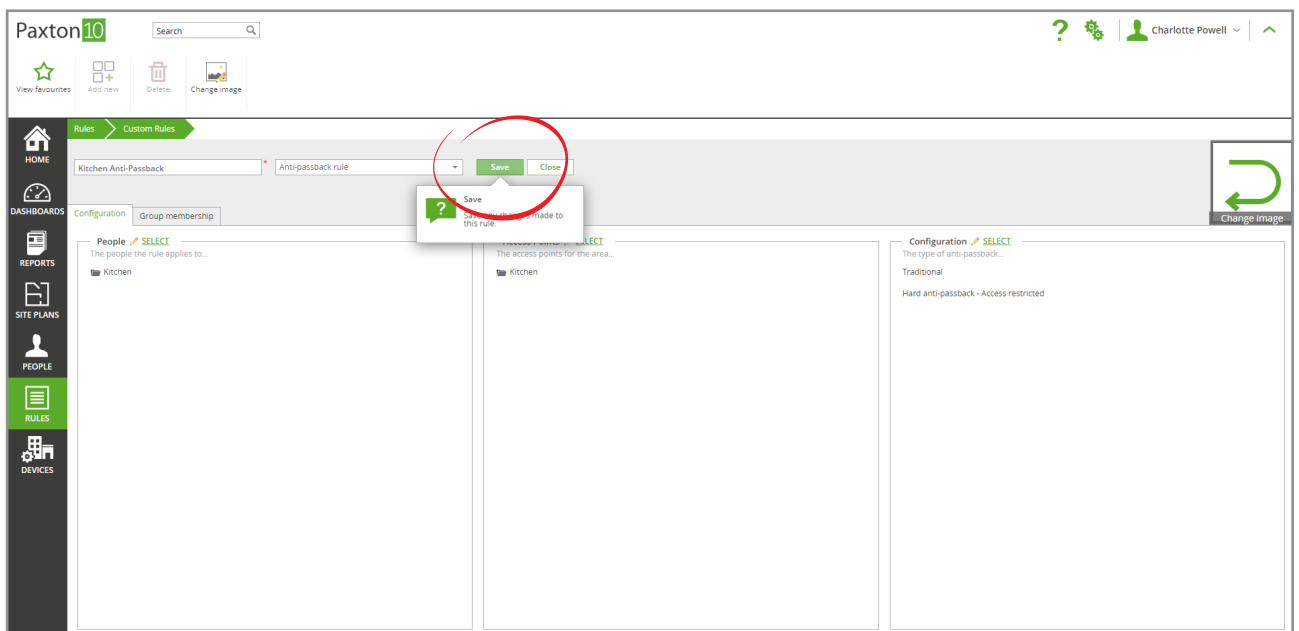 Paxton10
Search
Charlotte Powell
View favourites
Add new
Delete
Change image
Rules
Custom Rules
HOME
Kitchen Anti-Passback
*
Anti-passback rule
Save
Close
Change image
DASHBOARDS
Configuration
Group membership
Save
Save any changes made to
this rule.
People SELECT
The people the rule applies to...
Kitchen
Access Points SELECT
The access points for the area...
Kitchen
Configuration SELECT
The type of anti-passback...
Traditional
Hard anti-passback - Access restricted
REPORTS
SITE PLANS
PEOPLE
RULES
DEVICES